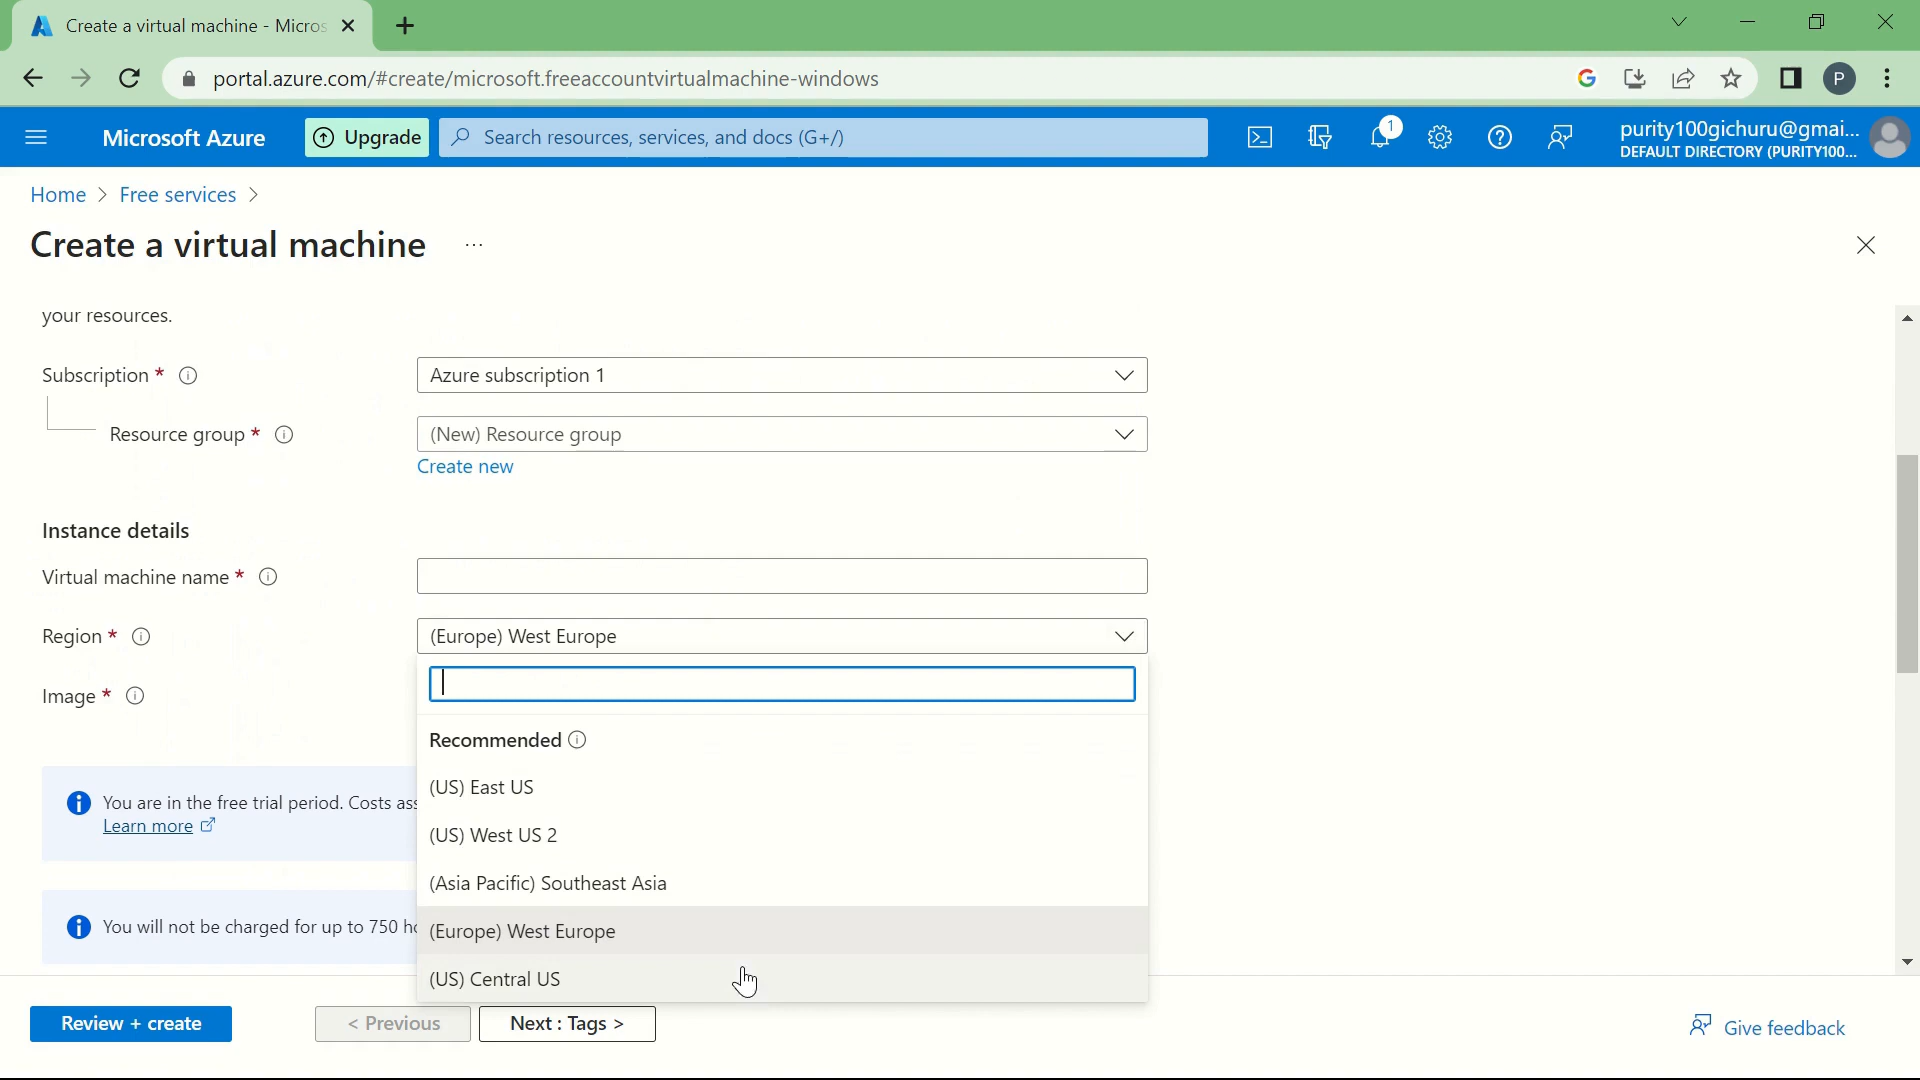 Create a virtual machine - Micros
portal.azure.com/#create/microsoft.freeaccountvirtualmachine-windows
P
Microsoft Azure
Upgrade
Search resources, services, and docs (G+/)
1
purity100gichuru@gmai...
DEFAULT DIRECTORY (PURITY100...
Home > Free services >
Create a virtual machine ...
your resources.
Subscription *
Azure subscription 1
Resource group *
(New) Resource group
Create new
Instance details
Virtual machine name *
Region *
(Europe) West Europe
Image *
Recommended
(US) East US
You are in the free trial period. Costs ass
Learn more
(US) West US 2
(Asia Pacific) Southeast Asia
You will not be charged for up to 750 h
(Europe) West Europe
(US) Central US
Review + create
< Previous
Next : Tags >
Give feedback